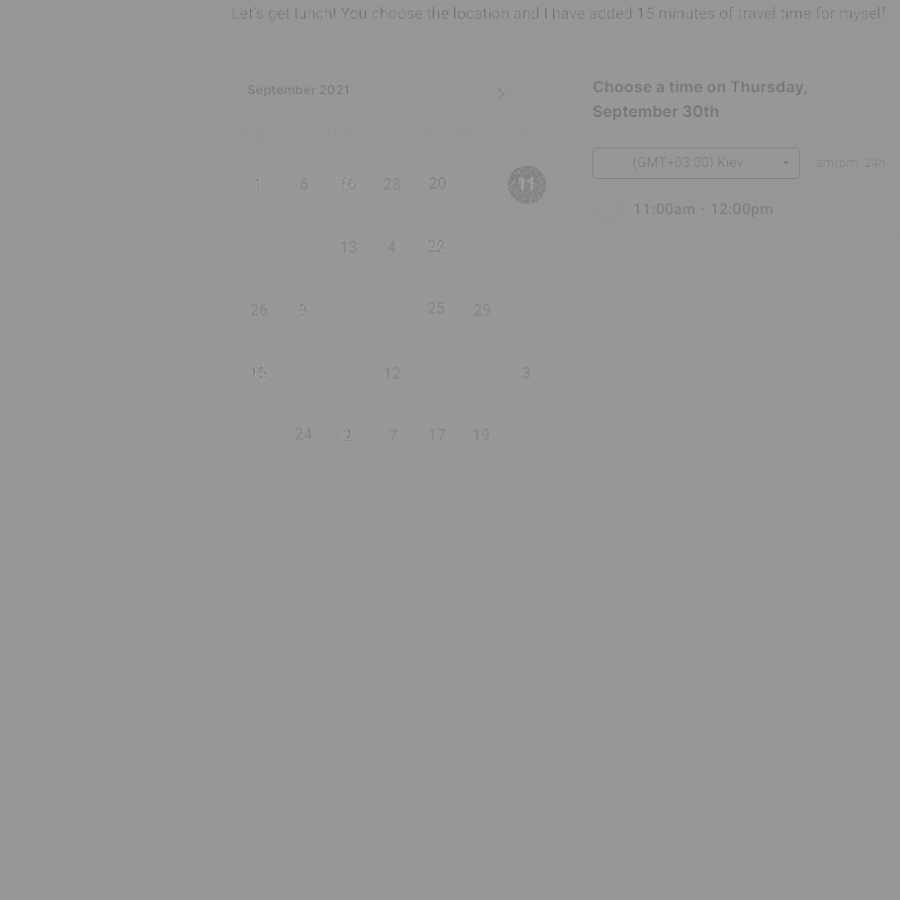 Let's get lunch! You choose the location and I have added 15 minutes of travel time for myself.
September 2021
Choose a time on Thursday,
September 30th
(GMT+03:00) Kiev
am/pm 24h
11:00am - 12:00pm
6 16 28 20 11
13 4 22
26 9 25 29
15 12 3
24 2 7 17 19